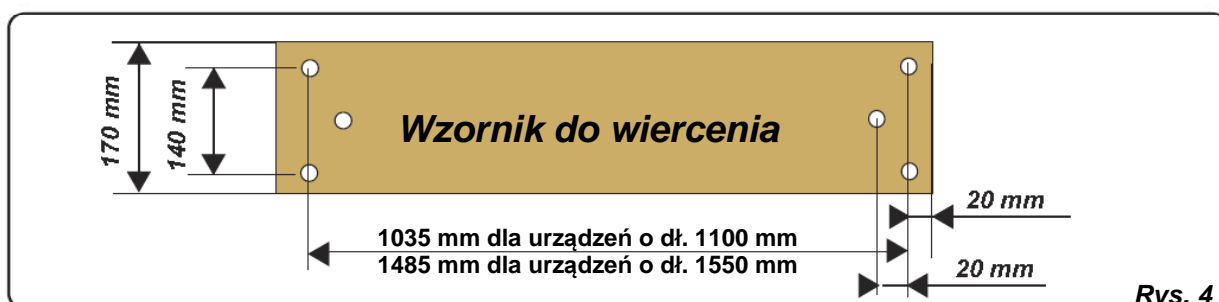 170 mm
140 mm
Wzornik do wiercenia
20 mm
1035 mm dla urządzeń o dł. 1100 mm
1485 mm dla urządzeń o dł. 1550 mm
20 mm
Rys. 4